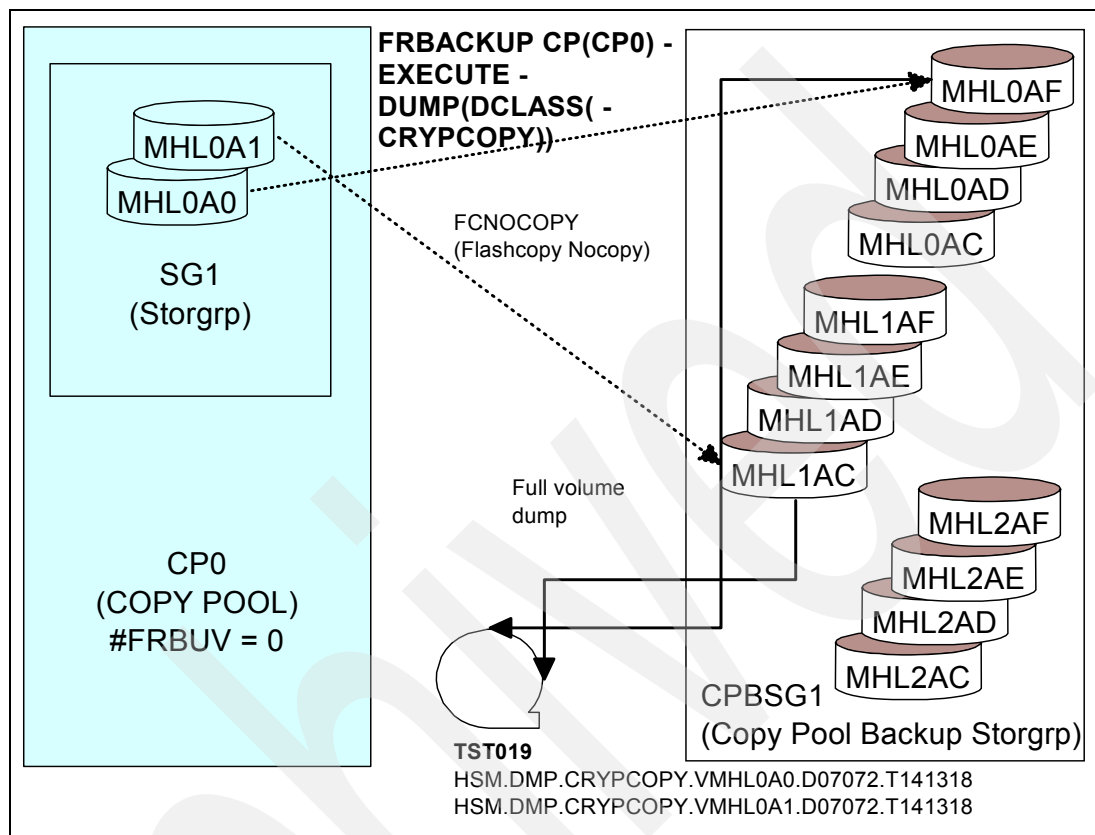 FRBACKUP CP(CP0) -
EXECUTE -
DUMP(DCLASS( -
CRYPCOPY))
MHL0A1
MHL0A0
SG1
(Storgrp)
CP0
(COPY POOL)
#FRBUV = 0
FCNOCOPY
(Flashcopy Nocopy)
Full volume
dump
MHL0AF
MHL0AE
MHL0AD
MHL0AC
MHL1AF
MHL1AE
MHL1AD
MHL1AC
MHL2AF
MHL2AE
MHL2AD
MHL2AC
CPBSG1
(Copy Pool Backup Storgrp)
TST019
HSM.DMP.CRYPCOPY.VMHL0A0.D07072.T141318
HSM.DMP.CRYPCOPY.VMHL0A1.D07072.T141318